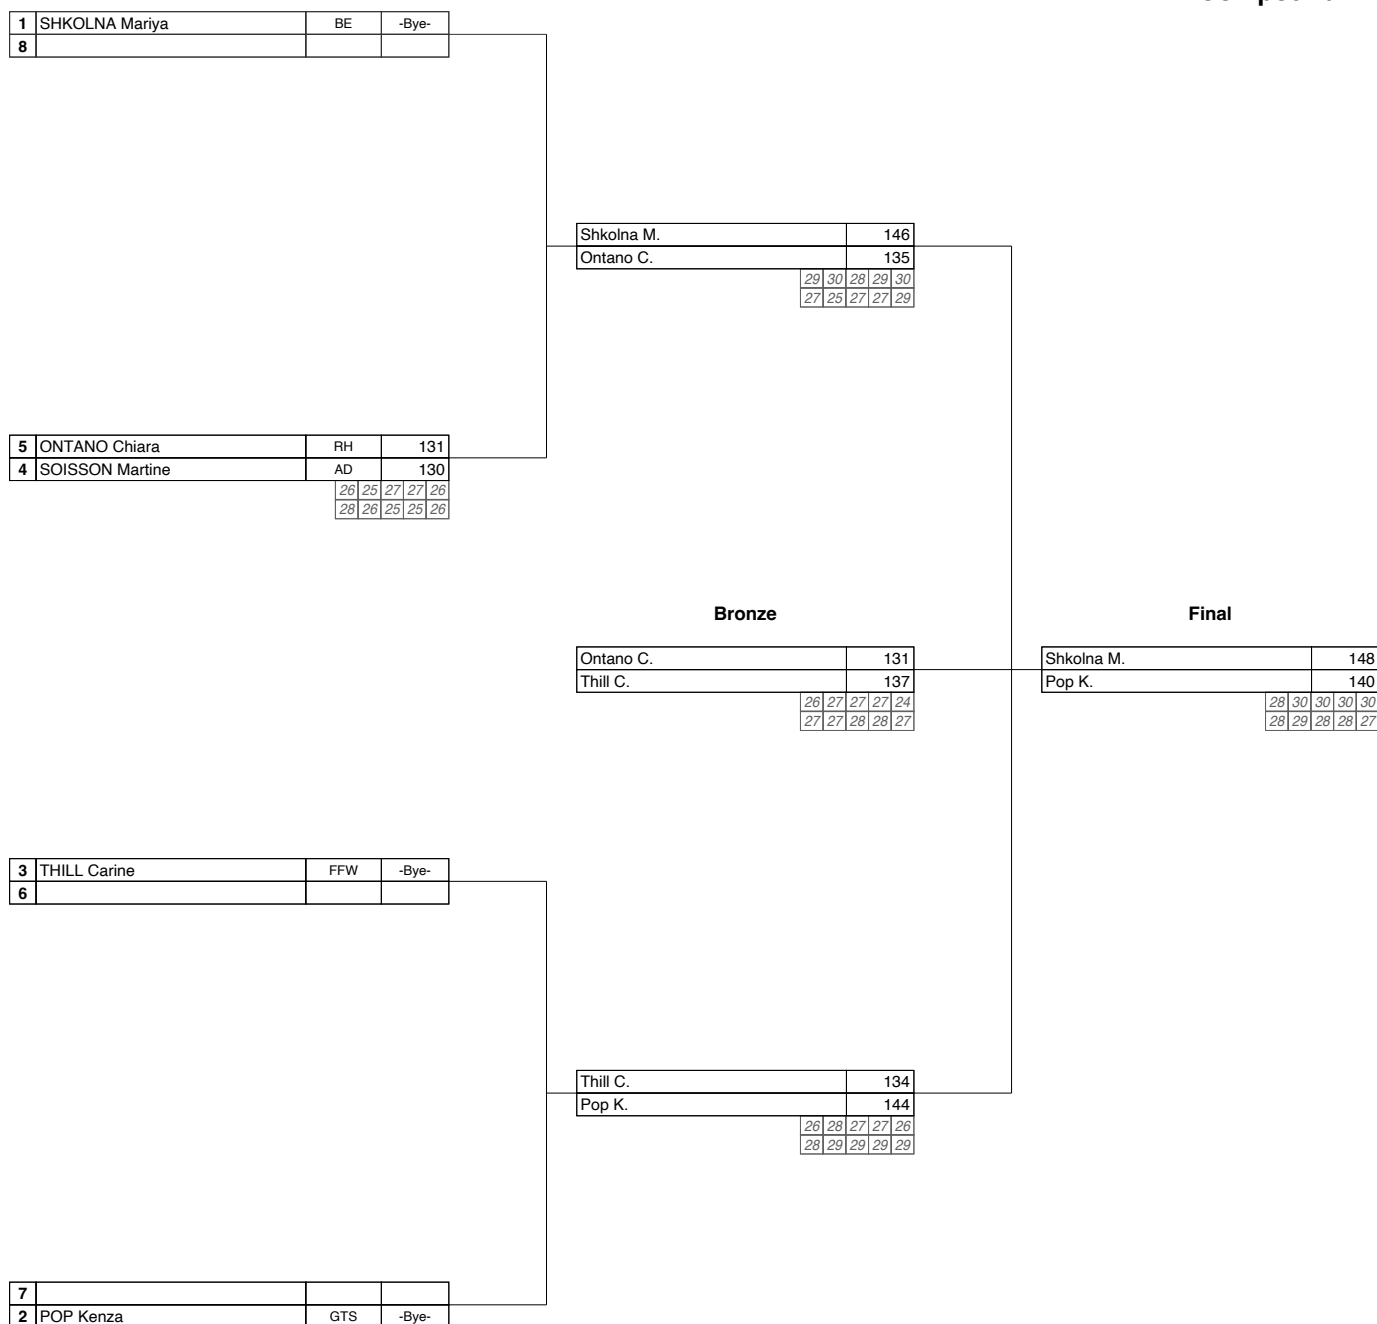 1 SHKOLNA Mariya BE -Bye-
8
Shkolna M. 146
Ontano C. 135
29 30 28 29 30
27 25 27 27 29
5 ONTANO Chiara RH 131
4 SOISSON Martine AD 130
26 25 27 27 26
28 26 25 25 26
Bronze
Final
Ontano C. 131
Thill C. 137
26 27 27 27 24
27 27 28 28 27
Shkolna M. 148
Pop K. 140
28 30 30 30 30
28 29 28 28 27
3 THILL Carine FFW -Bye-
6
Thill C. 134
Pop K. 144
26 28 27 27 26
28 29 29 29 29
7
2 POP Kenza GTS -Bye-